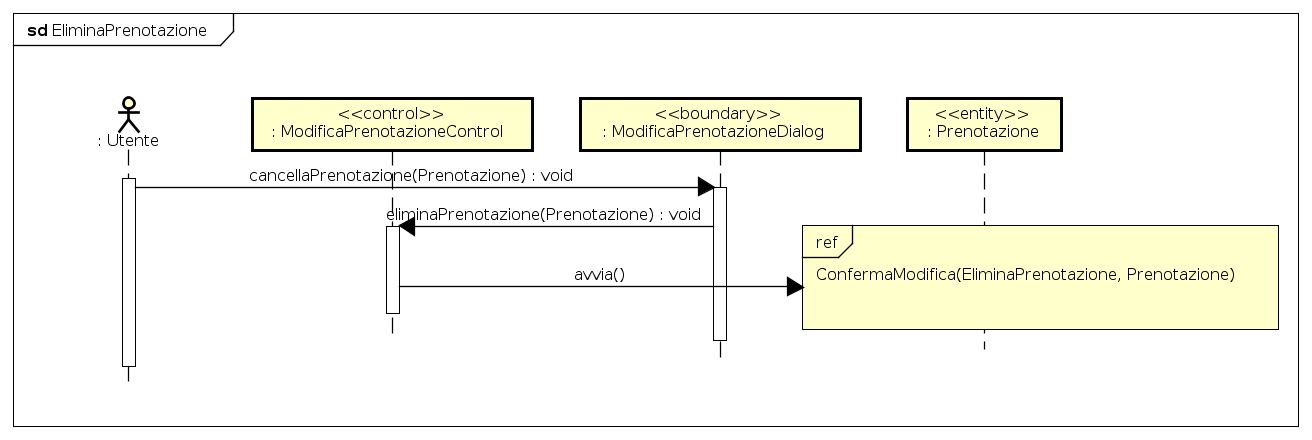 sd EliminaPrenotazione
: Utente
<<control>>
: ModificaPrenotazioneControl
<<boundary>>
: ModificaPrenotazioneDialog
<<entity>>
: Prenotazione
cancellaPrenotazione(Prenotazione) : void
eliminaPrenotazione(Prenotazione) : void
ref
avvia()
ConfermaModifica(EliminaPrenotazione, Prenotazione)